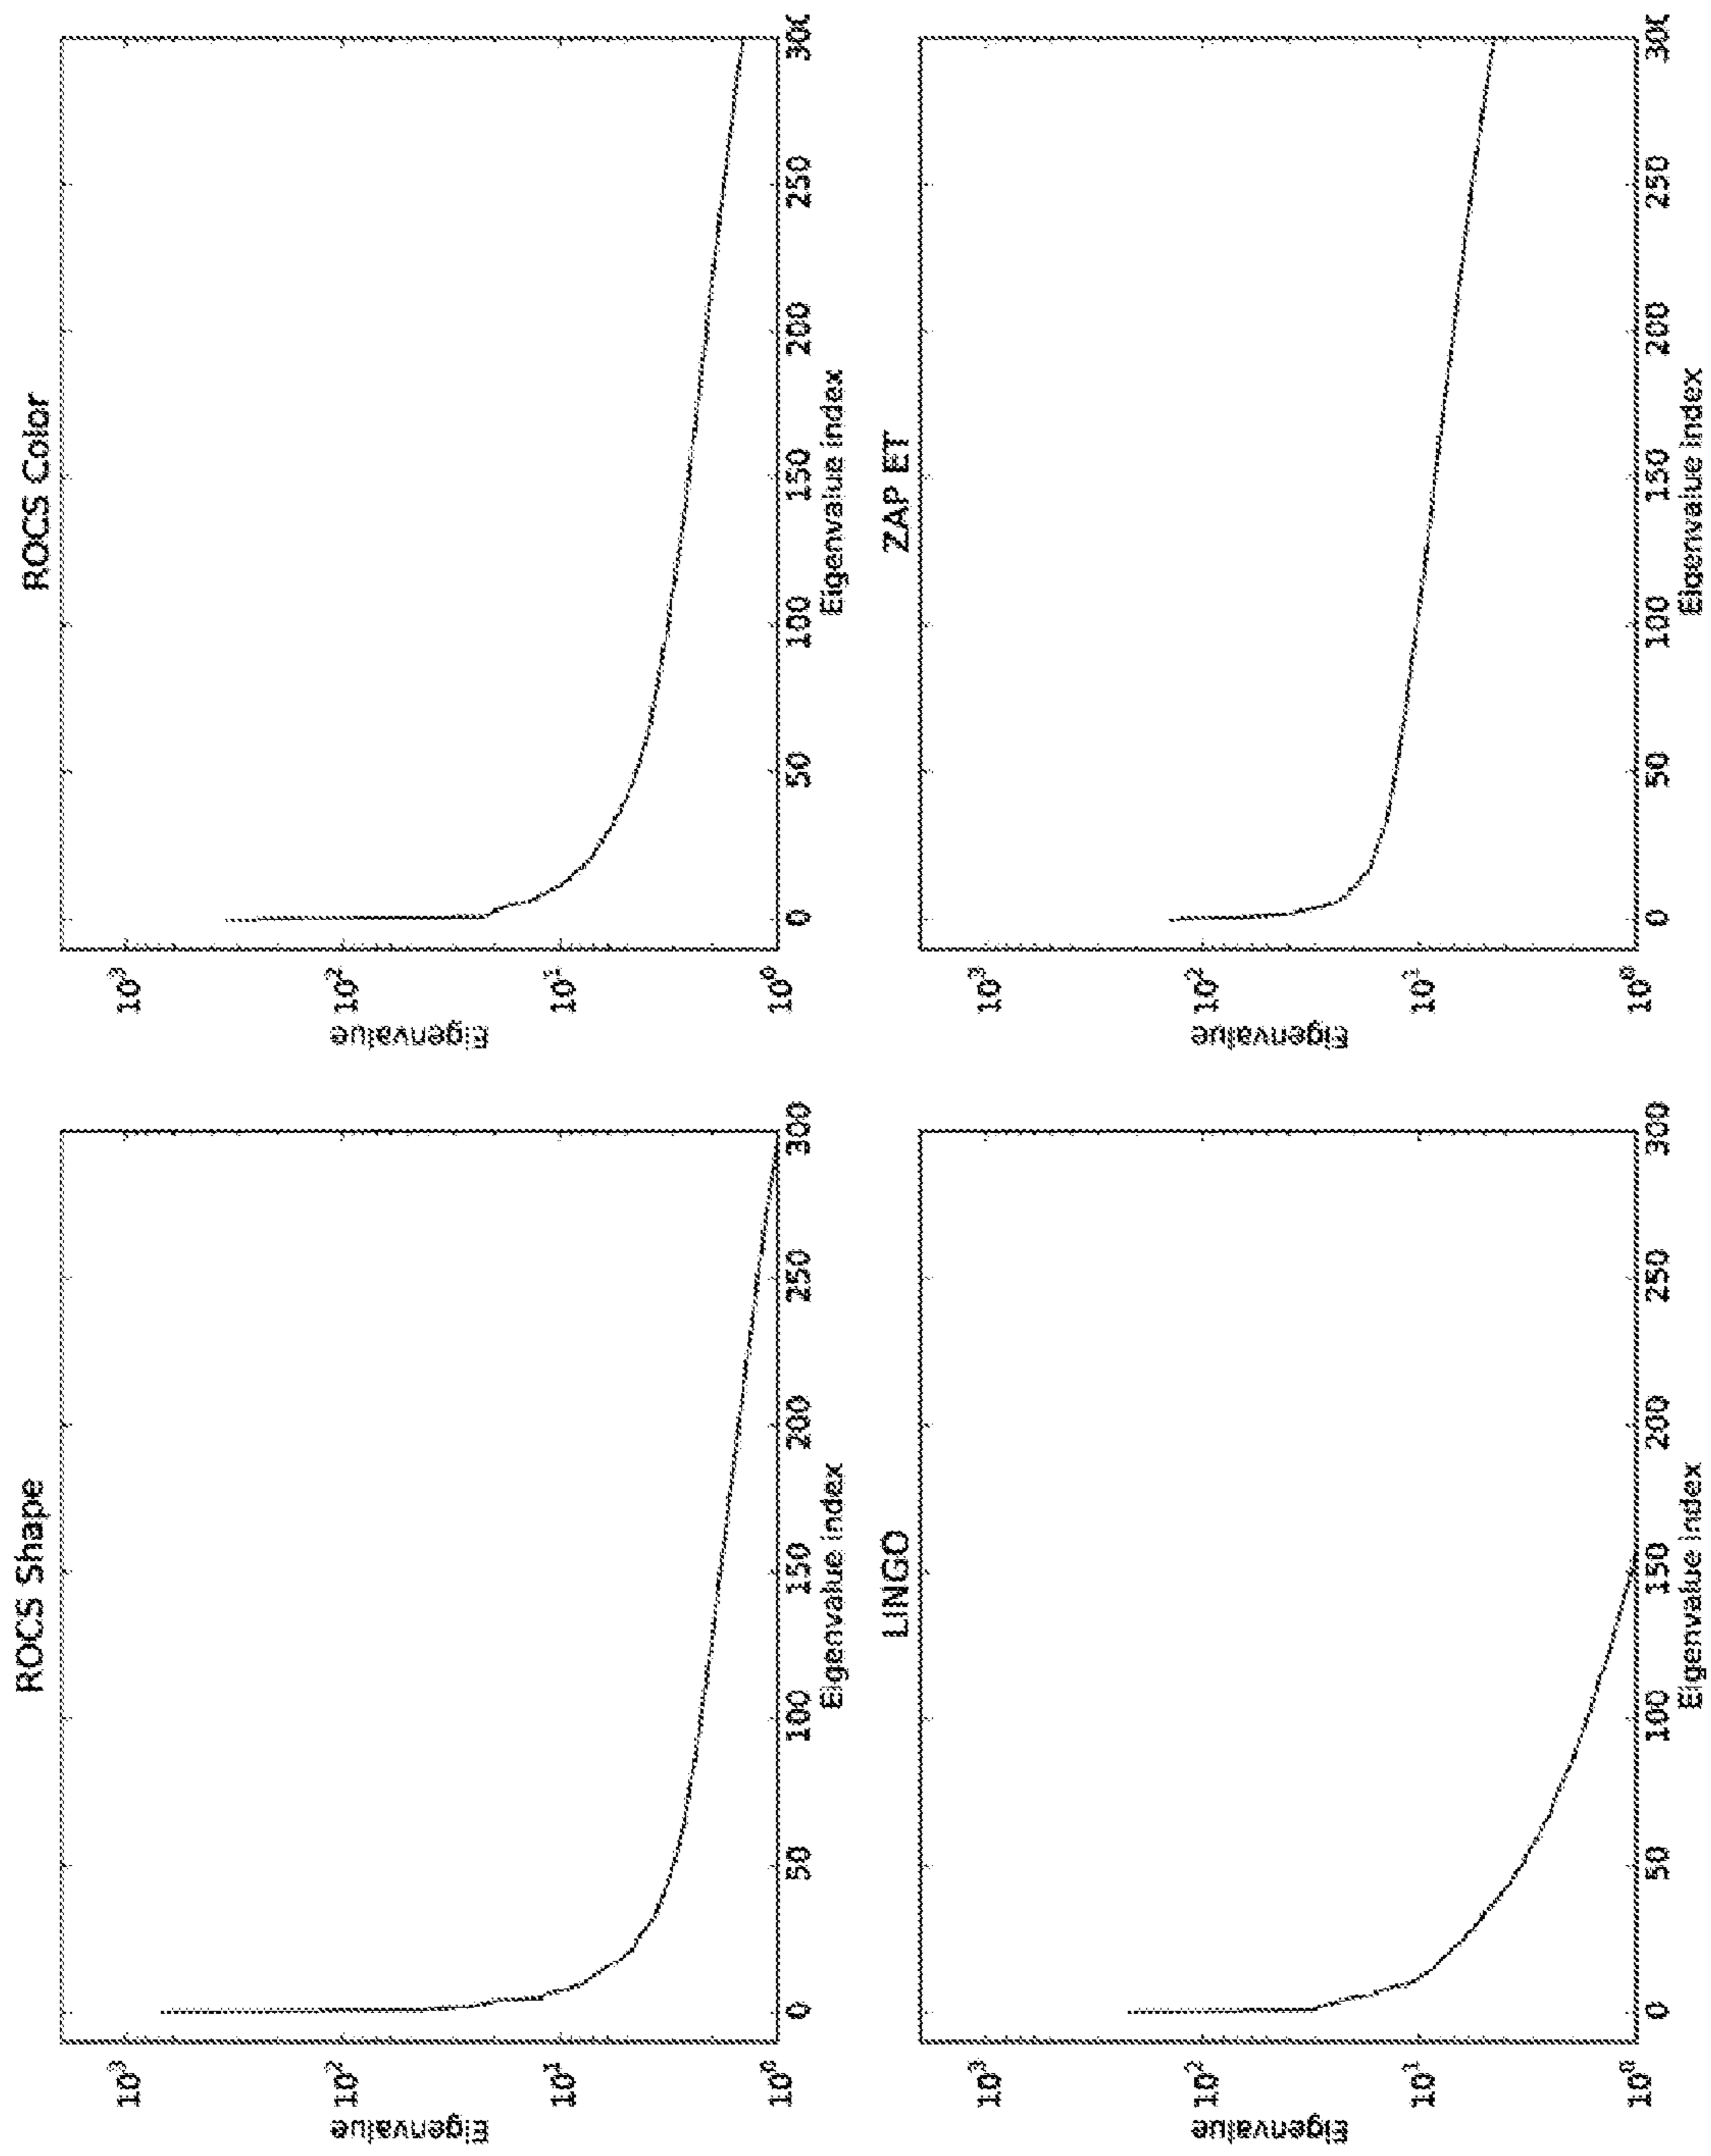 ROCS Shape
Eigenvalue
10³
10²
10¹
10⁰
0 50 100 150 200 250 300
Eigenvalue index
ROCS Color
Eigenvalue
10³
10²
10¹
10⁰
0 50 100 150 200 250 300
Eigenvalue index
LINGO
Eigenvalue
10³
10²
10¹
10⁰
0 50 100 150 200 250 300
Eigenvalue index
ZAP ET
Eigenvalue
10³
10²
10¹
10⁰
0 50 100 150 200 250 300
Eigenvalue index